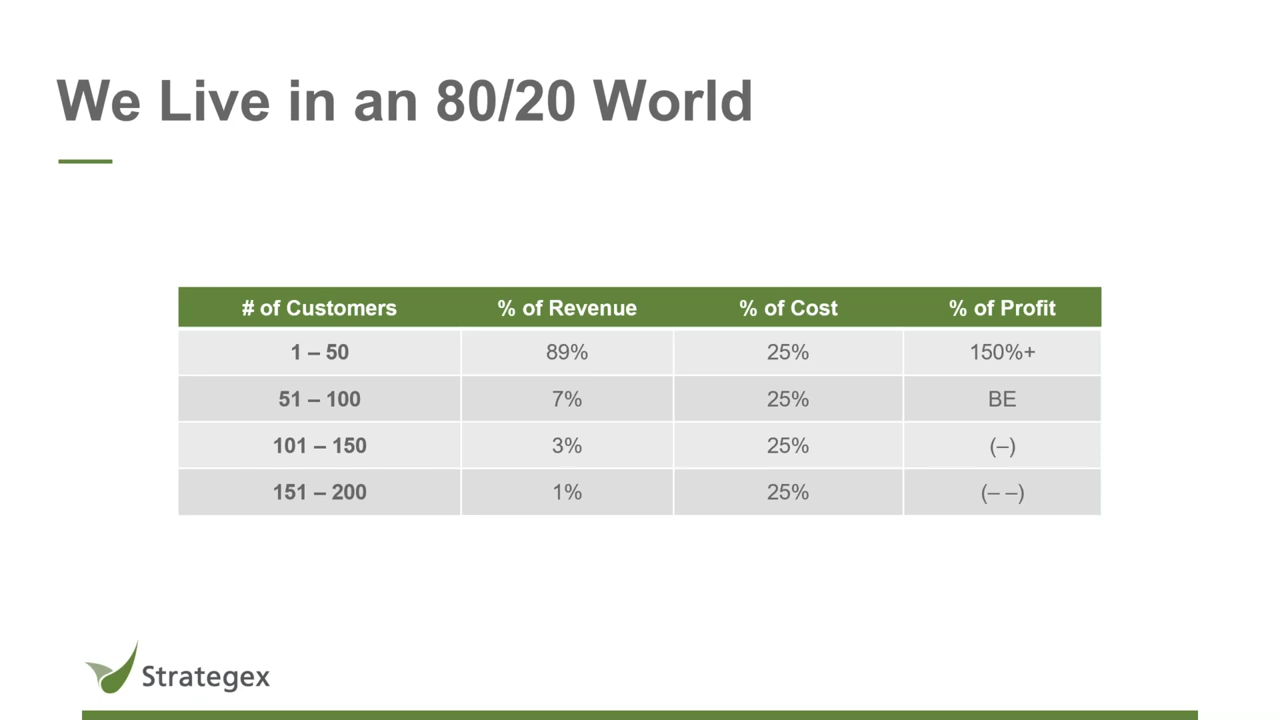 We Live in an 80/20 World
# of Customers % of Revenue % of Cost % of Profit
1 – 50 89% 25% 150%+
51 – 100 7% 25% BE
101 – 150 3% 25% (–)
151 – 200 1% 25% (– –)
Strategex